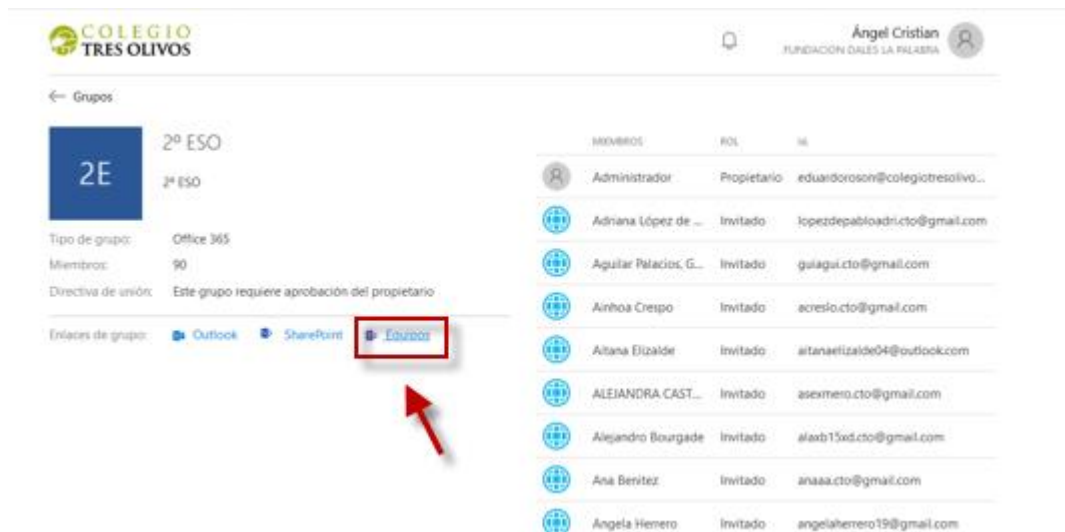 COLEGIO
TRES OLIVOS
Ángel Cristian
FUNDACIÓN DALES LA PALABRA
← Grupos
2E
2º ESO
2º ESO
Tipo de grupo: Office 365
Miembros: 90
Directiva de unión: Este grupo requiere aprobación del propietario
Enlaces de grupo: Outlook SharePoint Equipos
MIEMBROS ROL Id.
Administrador Propietario eduardoroson@colegiotresolivo...
Adriana López de ... Invitado lopezdepabloadri.cto@gmail.com
Aguilar Palacios, G... Invitado guiagui.cto@gmail.com
Ainhoa Crespo Invitado acreslo.cto@gmail.com
Aitana Elizalde Invitado aitanaelizalde04@outlook.com
ALEJANDRA CAST... Invitado asexmero.cto@gmail.com
Alejandro Bourgade Invitado alaxb15xd.cto@gmail.com
Ana Benitez Invitado anaaa.cto@gmail.com
Angela Herrero Invitado angelaherrero19@gmail.com